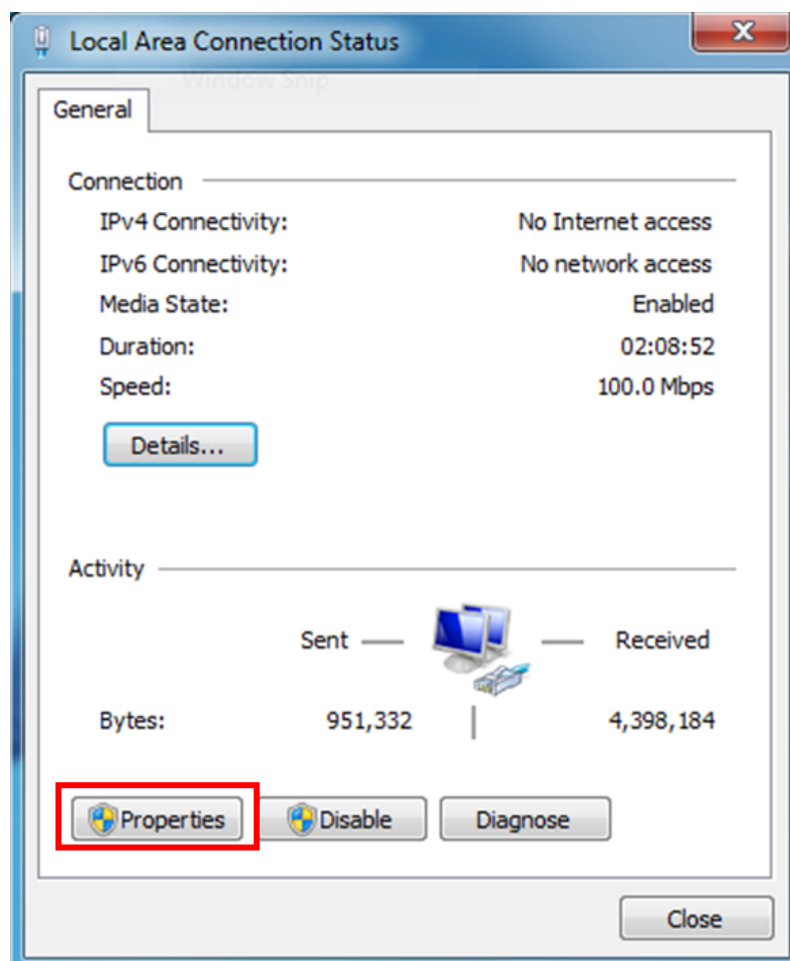 Local Area Connection Status
Window Snip
General
Connection
IPv4 Connectivity: No Internet access
IPv6 Connectivity: No network access
Media State: Enabled
Duration: 02:08:52
Speed: 100.0 Mbps
Details...
Activity
Sent Received
Bytes: 951,332 4,398,184
Properties Disable Diagnose
Close